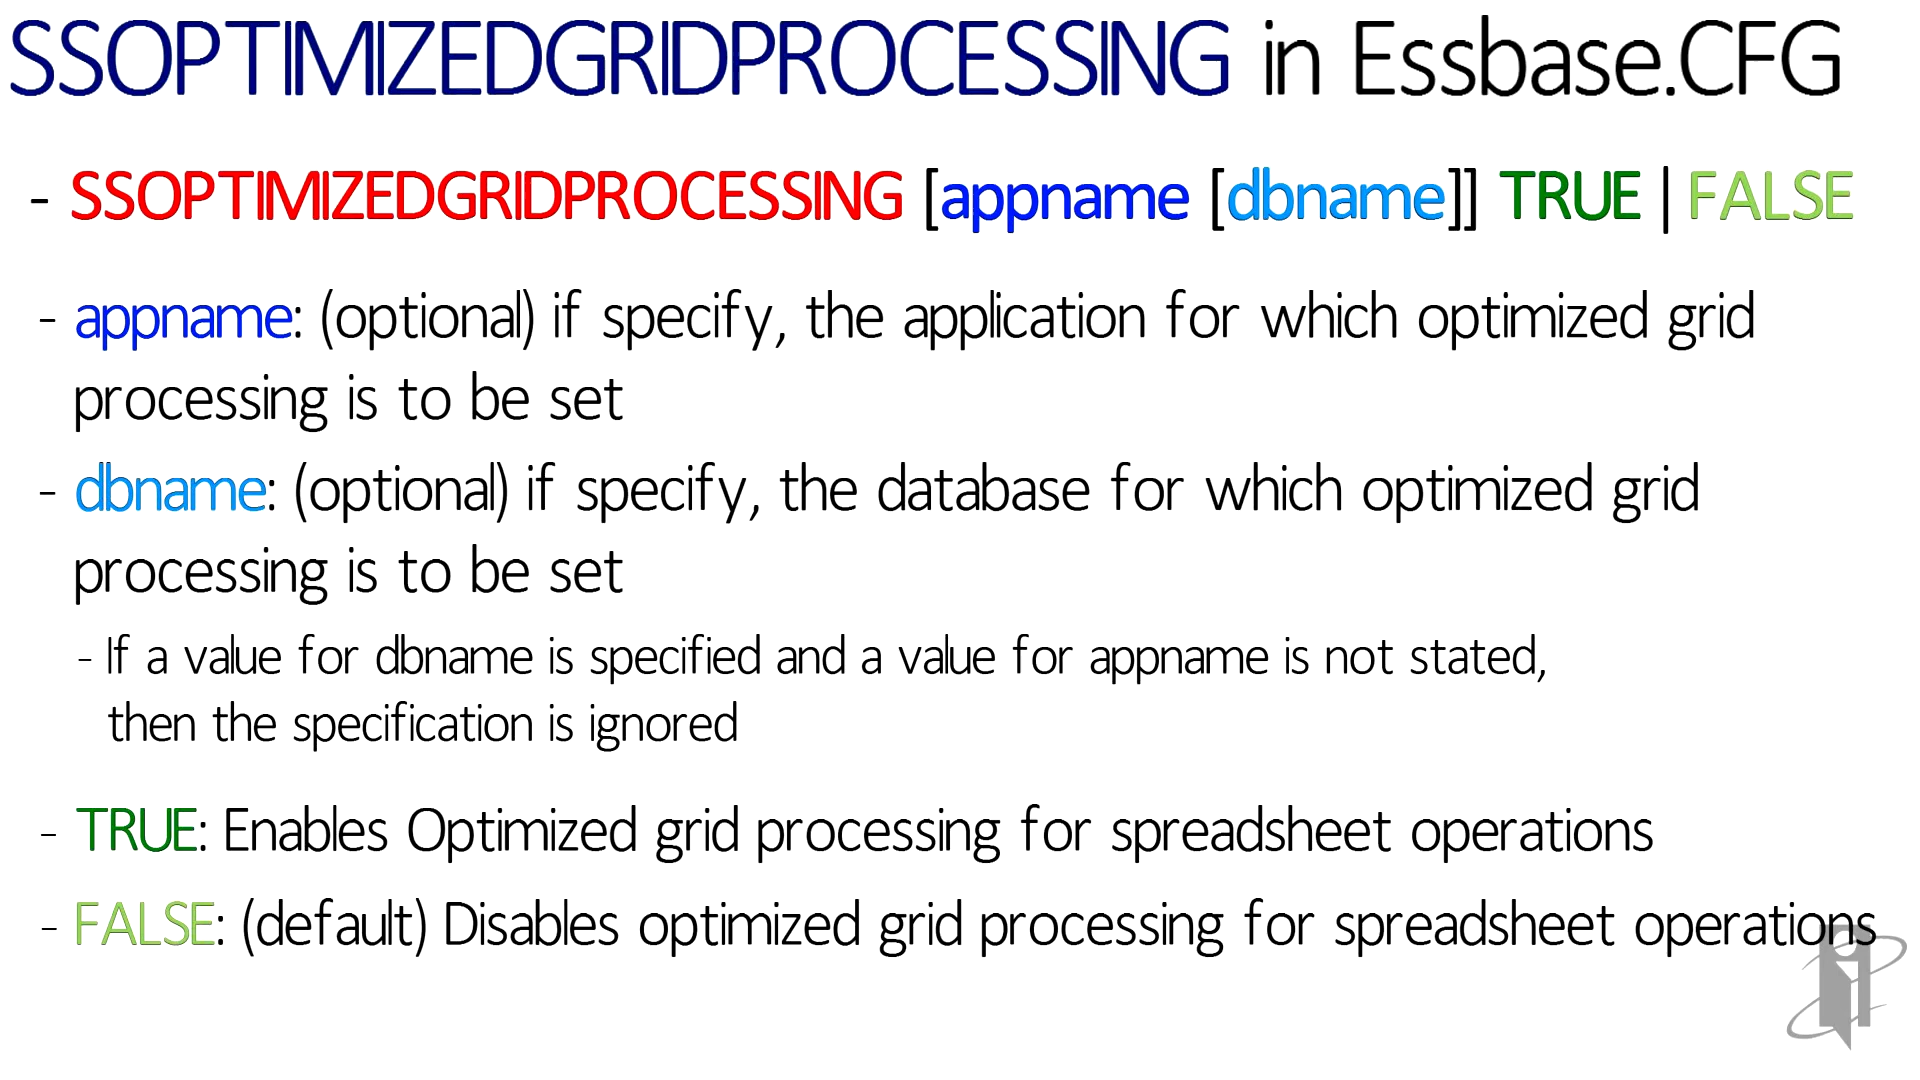 SSOPTIMIZEDGRIDPROCESSING in Essbase.CFG
- SSOPTIMIZEDGRIDPROCESSING [appname [dbname]] TRUE | FALSE
- appname: (optional) if specify, the application for which optimized grid
processing is to be set
- dbname: (optional) if specify, the database for which optimized grid
processing is to be set
- If a value for dbname is specified and a value for appname is not stated,
then the specification is ignored
- TRUE: Enables Optimized grid processing for spreadsheet operations
- FALSE: (default) Disables optimized grid processing for spreadsheet operations